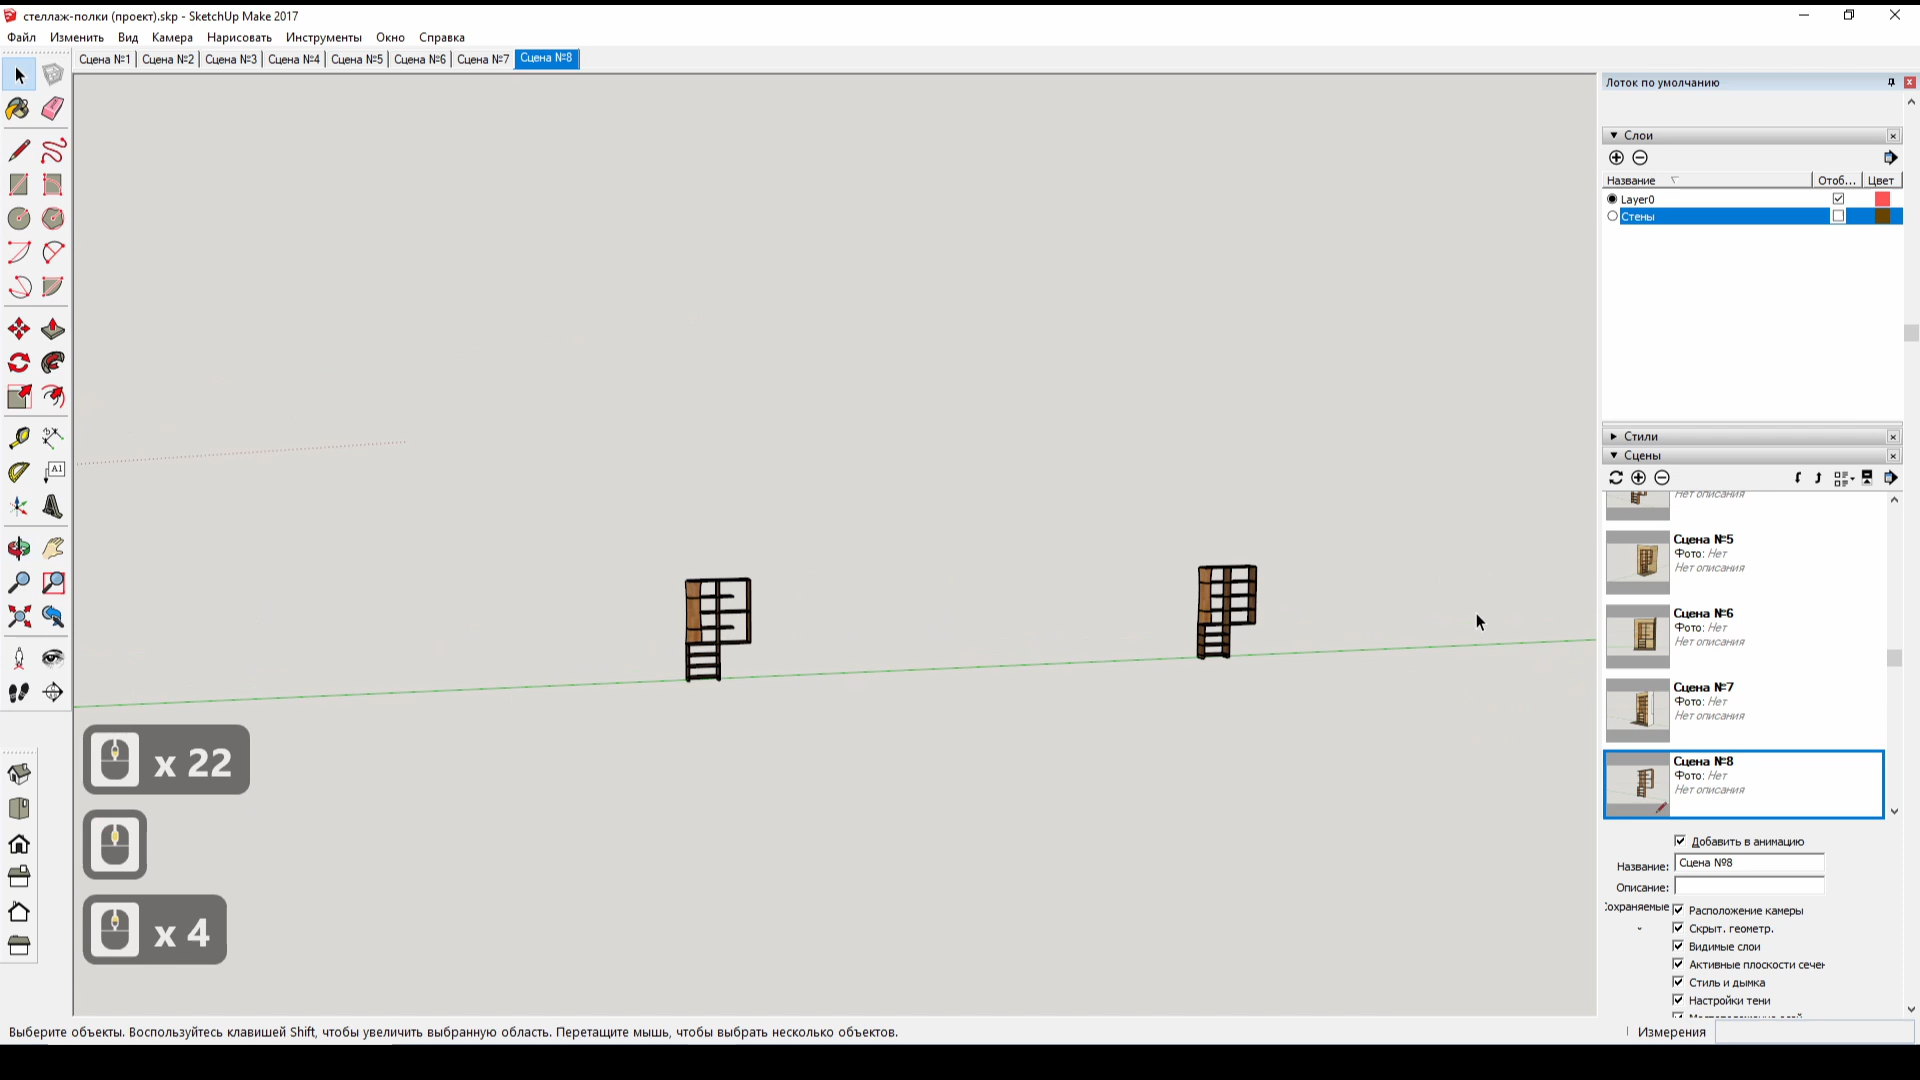 стеллаж-полки (проект).skp - SketchUp Make 2017
Файл Изменить Вид Камера Нарисовать Инструменты Окно Справка
Сцена №1 Сцена №2 Сцена №3 Сцена №4 Сцена №5 Сцена №6 Сцена №7 Сцена №8
Лоток по умолчанию
Слои
Название Отоб... Цвет
Layer0
Стены
Стили
Сцены
Нет описания
Сцена №5
Фото: Нет
Нет описания
Сцена №6
Фото: Нет
Нет описания
Сцена №7
Фото: Нет
Нет описания
Сцена №8
Фото: Нет
Нет описания
Добавить в анимацию
Название: Сцена №8
Описание:
Сохраняемые
Расположение камеры
Скрыт. геометр.
Видимые слои
Активные плоскости сечен
Стиль и дымка
Настройки тени
A1
x 22
x 4
Выберите объекты. Воспользуйтесь клавишей Shift, чтобы увеличить выбранную область. Перетащите мышь, чтобы выбрать несколько объектов.
Измерения